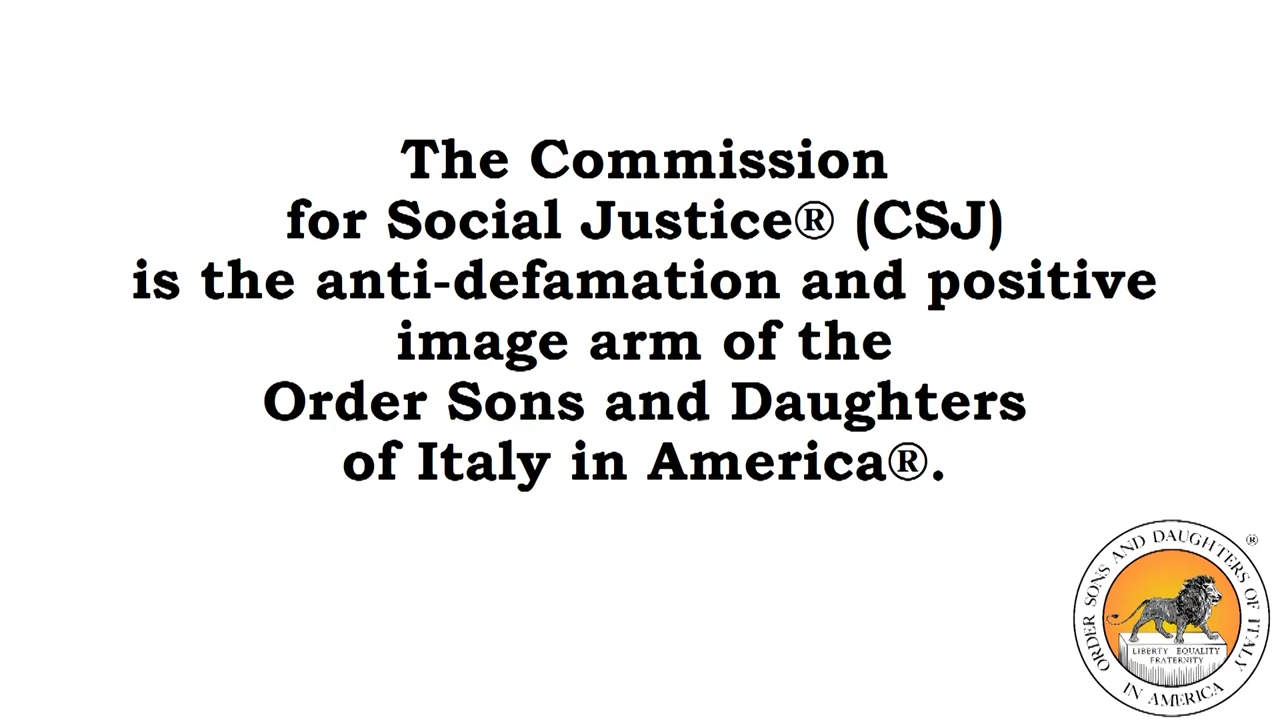 The Commission
for Social Justice® (CSJ)
is the anti-defamation and positive
image arm of the
Order Sons and Daughters
of Italy in America®.
ORDER SONS AND DAUGHTERS OF ITALY
®
LIBERTY EQUALITY
FRATERNITY
IN AMERICA